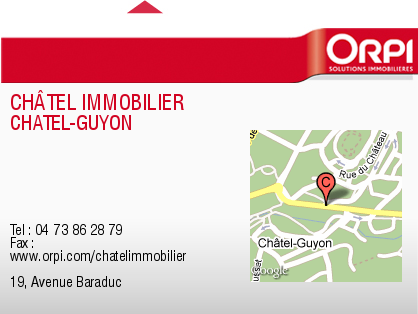 ORPI
SOLUTIONS IMMOBILIÈRES
CHÂTEL IMMOBILIER
CHATEL-GUYON
Rue du Château
C
Tel : 04 73 86 28 79
Fax :
www.orpi.com/chatelimmobilier
19, Avenue Baraduc
Châtel-Guyon
Google